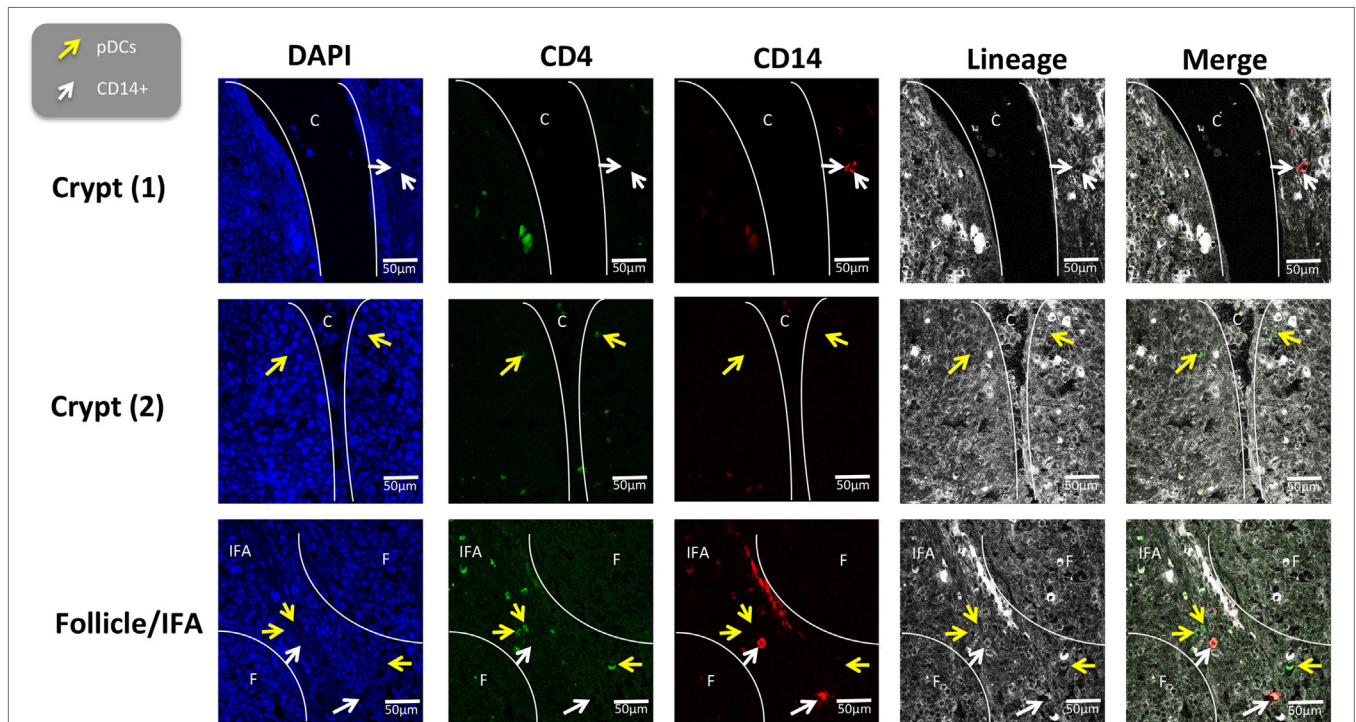 pDCs
CD14+
DAPI CD4 CD14 Lineage Merge
Crypt (1)
C C C C C
50µm 50µm 50µm 50µm 50µm
Crypt (2)
C C C C C
50µm 50µm 50µm 50µm 50µm
Follicle/IFA
IFA F IFA F IFA F IFA F IFA F
F F F F F
50µm 50µm 50µm 50µm 50µm